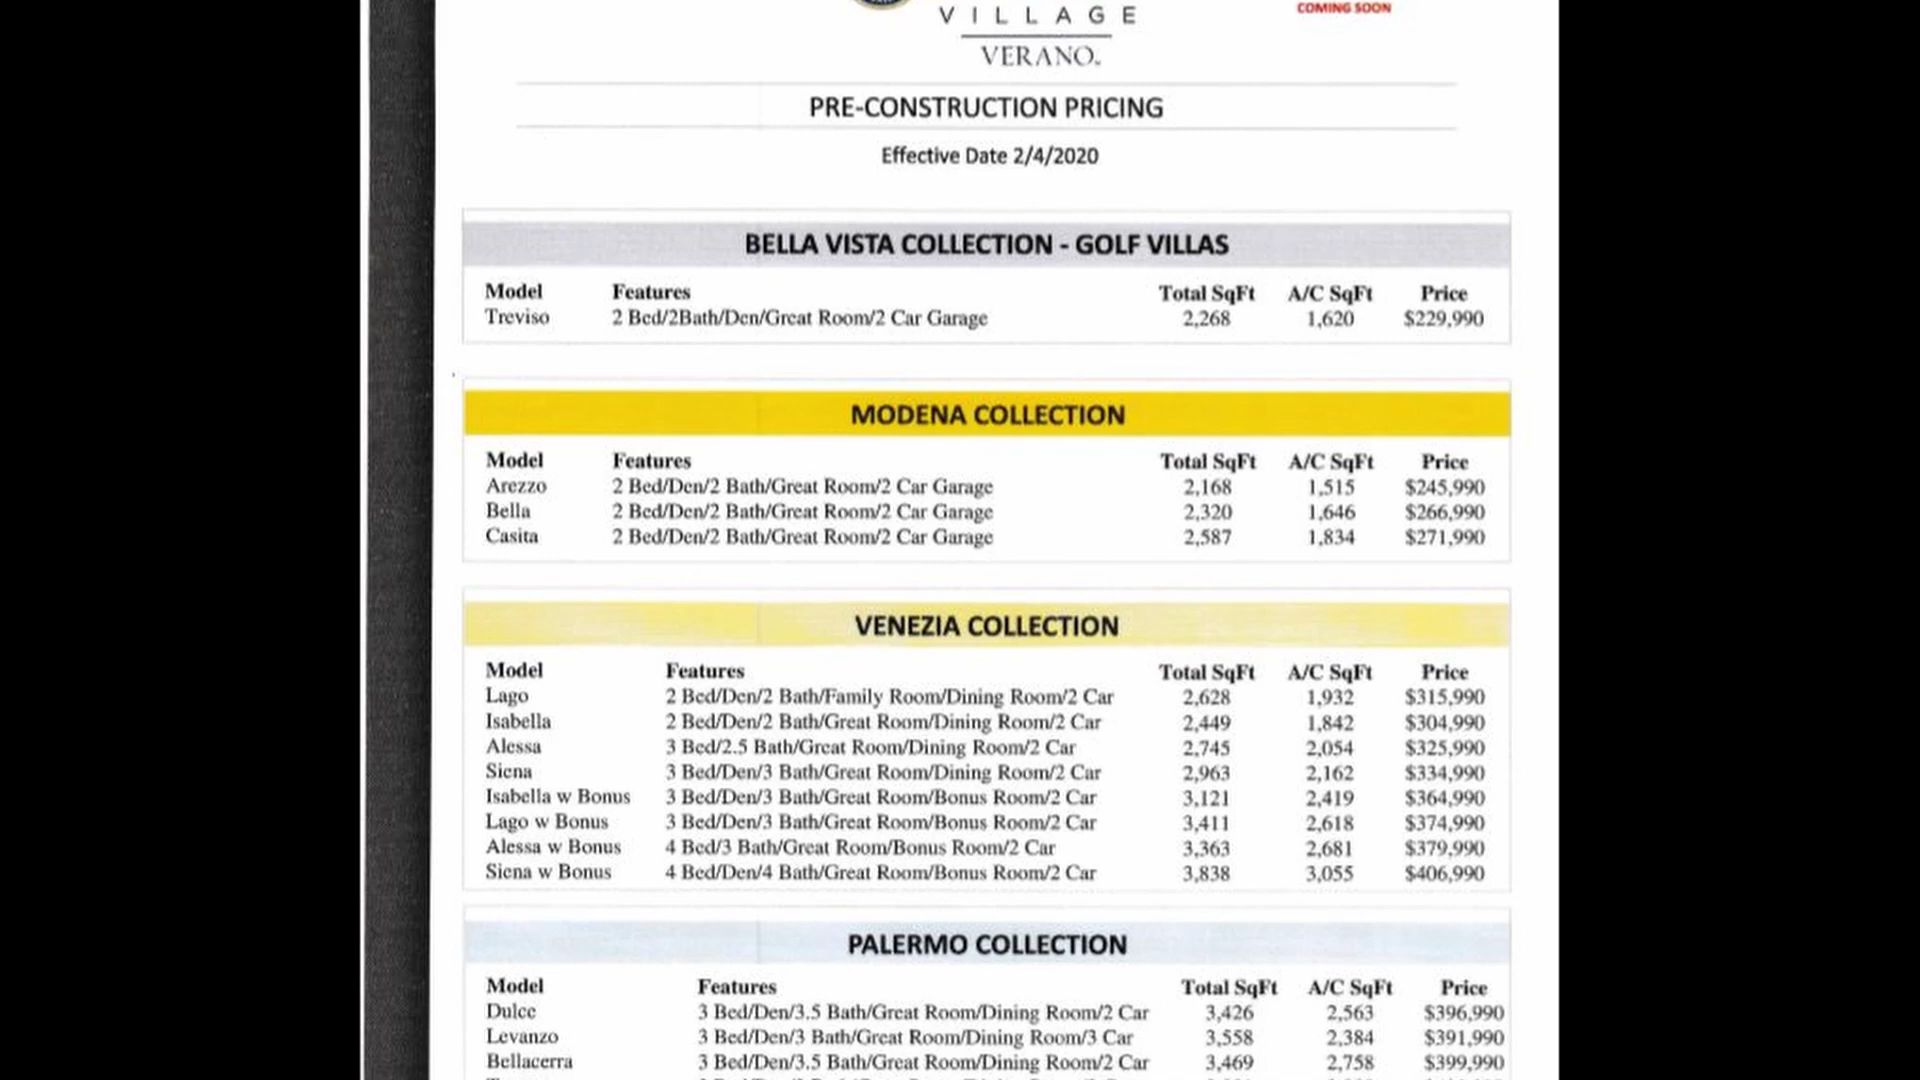 COMING SOON
VILLAGE
VERANO
PRE-CONSTRUCTION PRICING
Effective Date 2/4/2020
BELLA VISTA COLLECTION - GOLF VILLAS
Model Features Total SqFt A/C SqFt Price
Treviso 2 Bed/2Bath/Den/Great Room/2 Car Garage 2,268 1,620 $229,990
MODENA COLLECTION
Model Features Total SqFt A/C SqFt Price
Arezzo 2 Bed/Den/2 Bath/Great Room/2 Car Garage 2,168 1,515 $245,990
Bella 2 Bed/Den/2 Bath/Great Room/2 Car Garage 2,320 1,646 $266,990
Casita 2 Bed/Den/2 Bath/Great Room/2 Car Garage 2,587 1,834 $271,990
VENEZIA COLLECTION
Model Features Total SqFt A/C SqFt Price
Lago 2 Bed/Den/2 Bath/Family Room/Dining Room/2 Car 2,628 1,932 $315,990
Isabella 2 Bed/Den/2 Bath/Great Room/Dining Room/2 Car 2,449 1,842 $304,990
Alessa 3 Bed/2.5 Bath/Great Room/Dining Room/2 Car 2,745 2,054 $325,990
Siena 3 Bed/Den/3 Bath/Great Room/Dining Room/2 Car 2,963 2,162 $334,990
Isabella w Bonus 3 Bed/Den/3 Bath/Great Room/Bonus Room/2 Car 3,121 2,419 $364,990
Lago w Bonus 3 Bed/Den/3 Bath/Great Room/Bonus Room/2 Car 3,411 2,618 $374,990
Alessa w Bonus 4 Bed/3 Bath/Great Room/Bonus Room/2 Car 3,363 2,681 $379,990
Siena w Bonus 4 Bed/Den/4 Bath/Great Room/Bonus Room/2 Car 3,838 3,055 $406,990
PALERMO COLLECTION
Model Features Total SqFt A/C SqFt Price
Dulce 3 Bed/Den/3.5 Bath/Great Room/Dining Room/2 Car 3,426 2,563 $396,990
Levanzo 3 Bed/Den/3 Bath/Great Room/Dining Room/3 Car 3,558 2,384 $391,990
Bellacerra 3 Bed/Den/3.5 Bath/Great Room/Dining Room/2 Car 3,469 2,758 $399,990